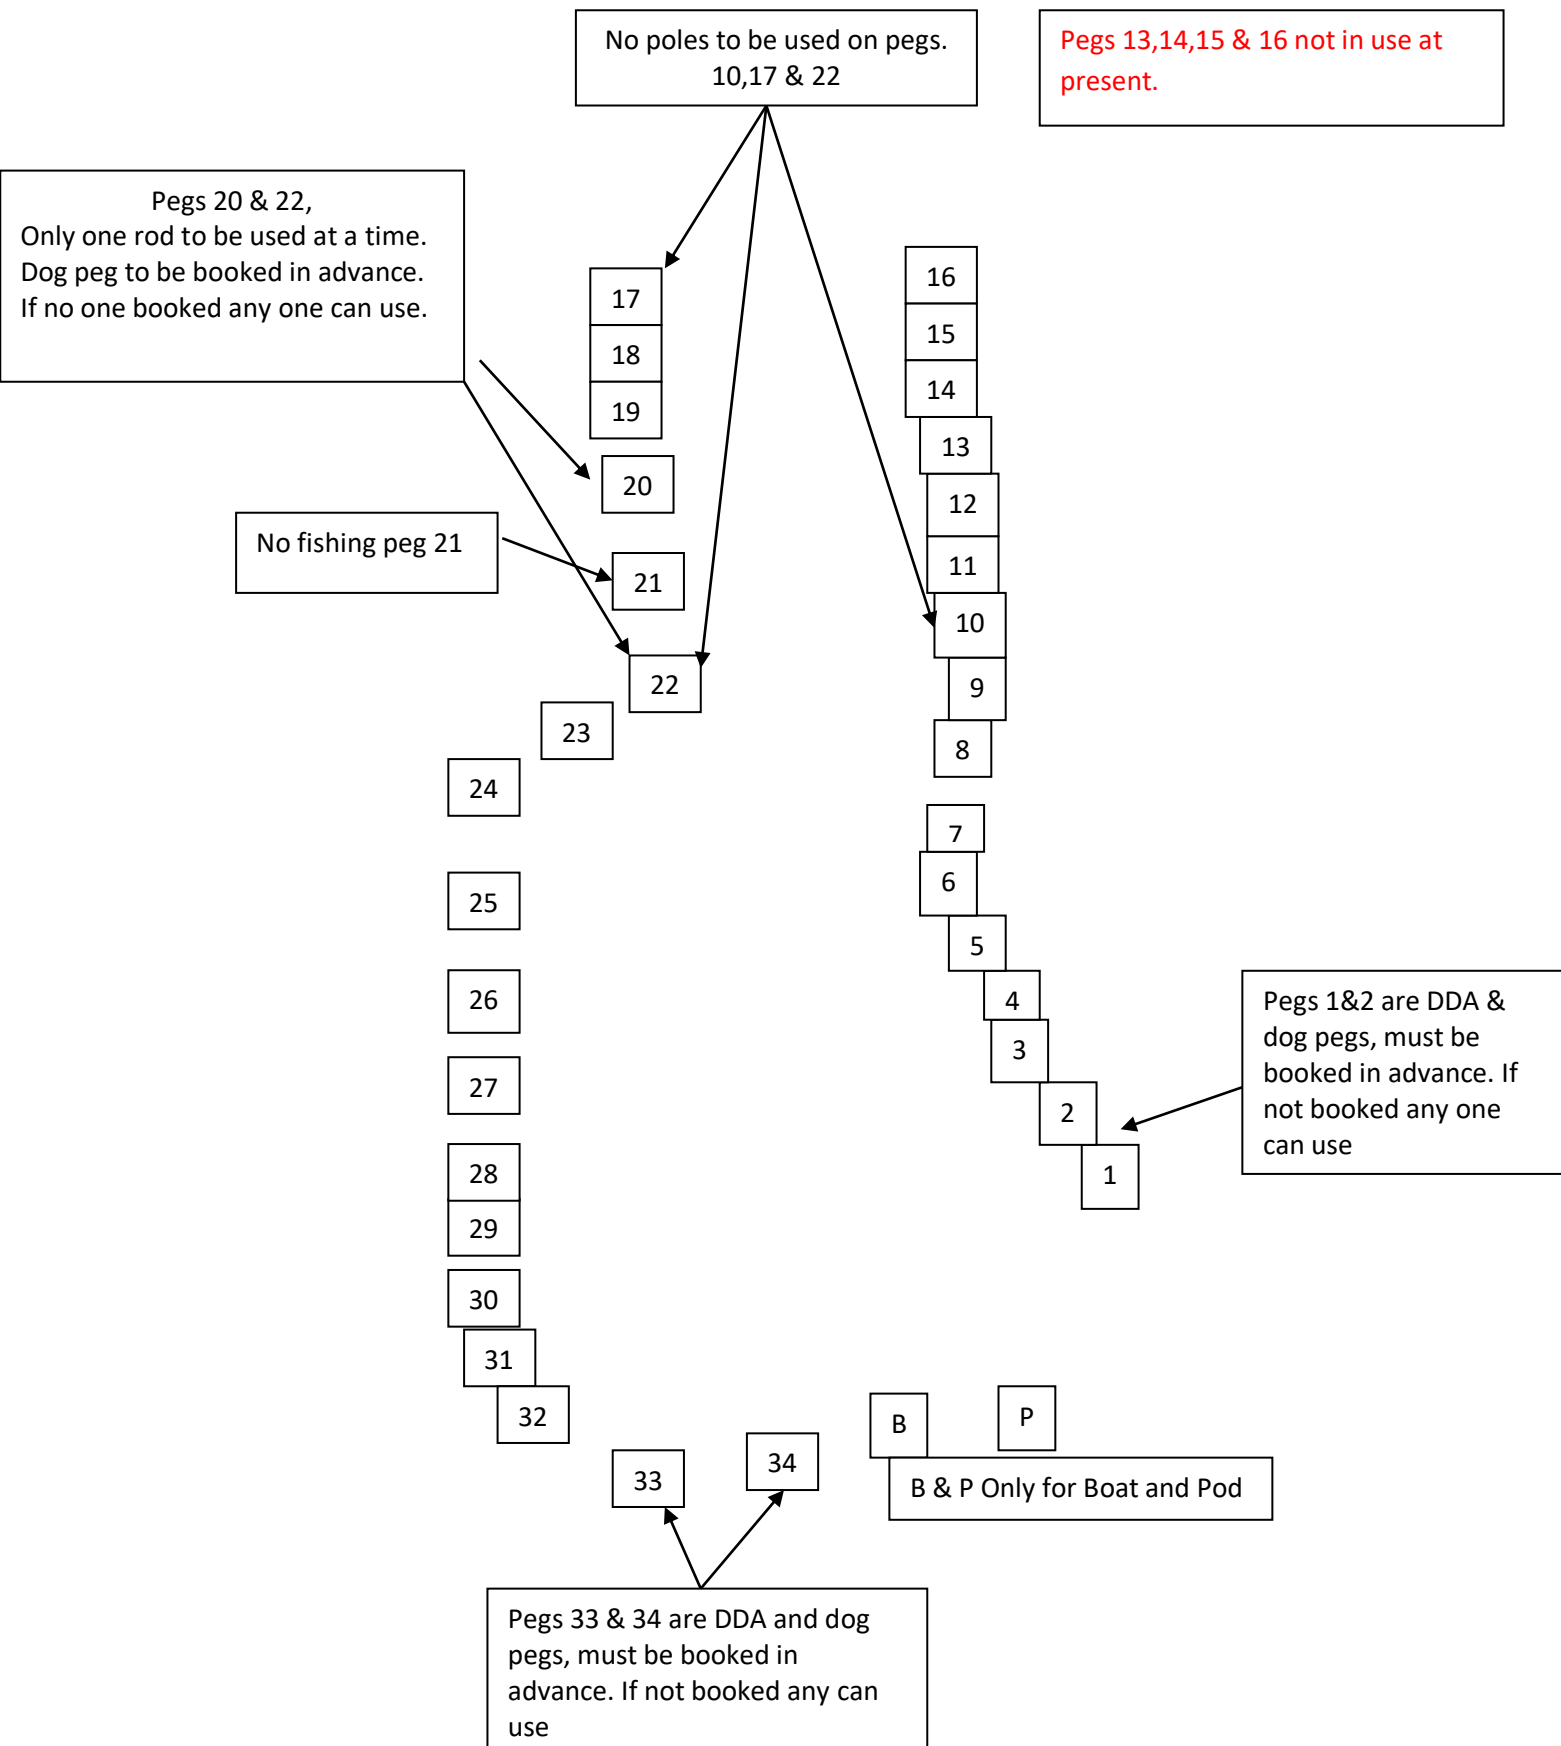 No poles to be used on pegs.
10,17 & 22
Pegs 13,14,15 & 16 not in use at
present.
Pegs 20 & 22,
Only one rod to be used at a time.
Dog peg to be booked in advance.
If no one booked any one can use.
17
18
19
20
No fishing peg 21
21
22
23
24
25
26
27
28
29
30
31
32
33
34
16
15
14
13
12
11
10
9
8
7
6
5
4
3
2
1
Pegs 1&2 are DDA &
dog pegs, must be
booked in advance. If
not booked any one
can use
B
P
B & P Only for Boat and Pod
Pegs 33 & 34 are DDA and dog
pegs, must be booked in
advance. If not booked any can
use